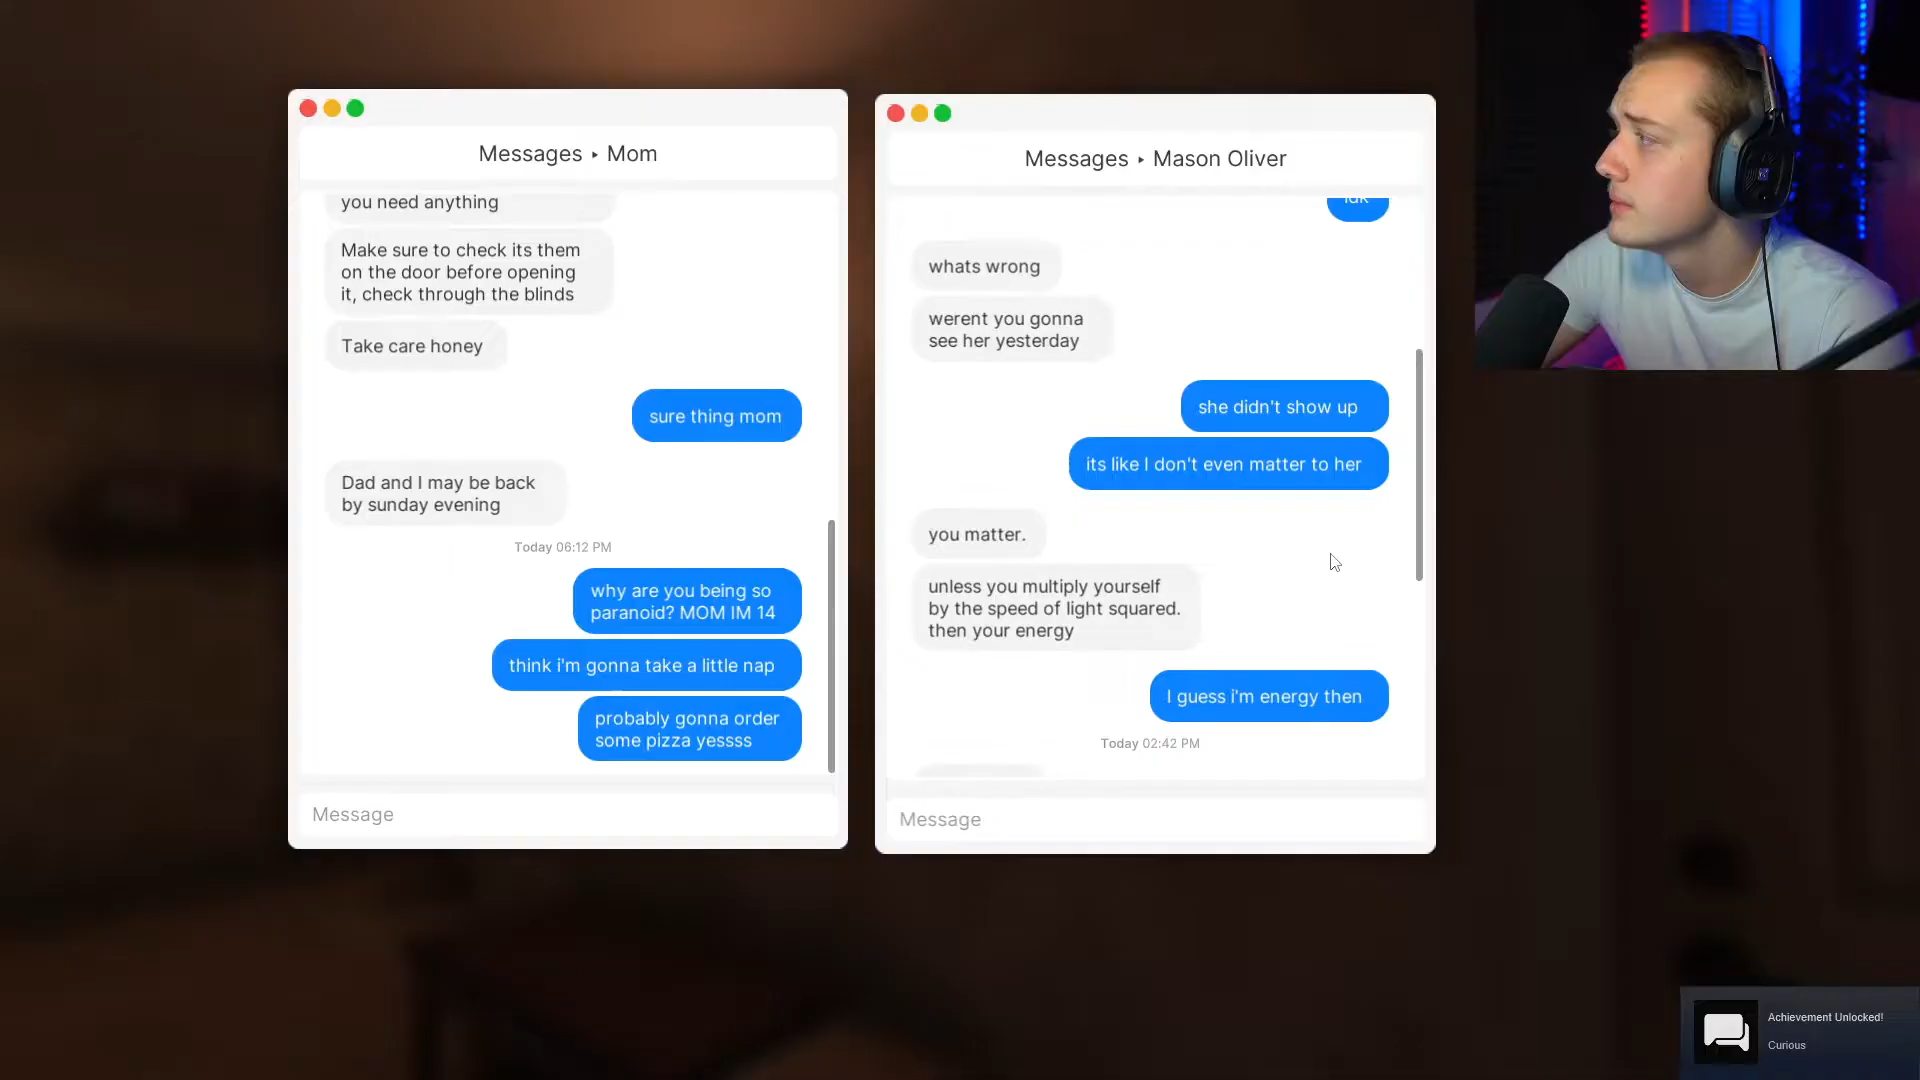 Messages ▸ Mom
you need anything
Make sure to check its them
on the door before opening
it, check through the blinds
Take care honey
sure thing mom
Dad and I may be back
by sunday evening
Today 06:12 PM
why are you being so
paranoid? MOM IM 14
think i'm gonna take a little nap
probably gonna order
some pizza yessss
Message
Messages ▸ Mason Oliver
idk
whats wrong
werent you gonna
see her yesterday
she didn't show up
its like I don't even matter to her
you matter.
unless you multiply yourself
by the speed of light squared.
then your energy
I guess i'm energy then
Today 02:42 PM
Message
Achievement Unlocked!
Curious